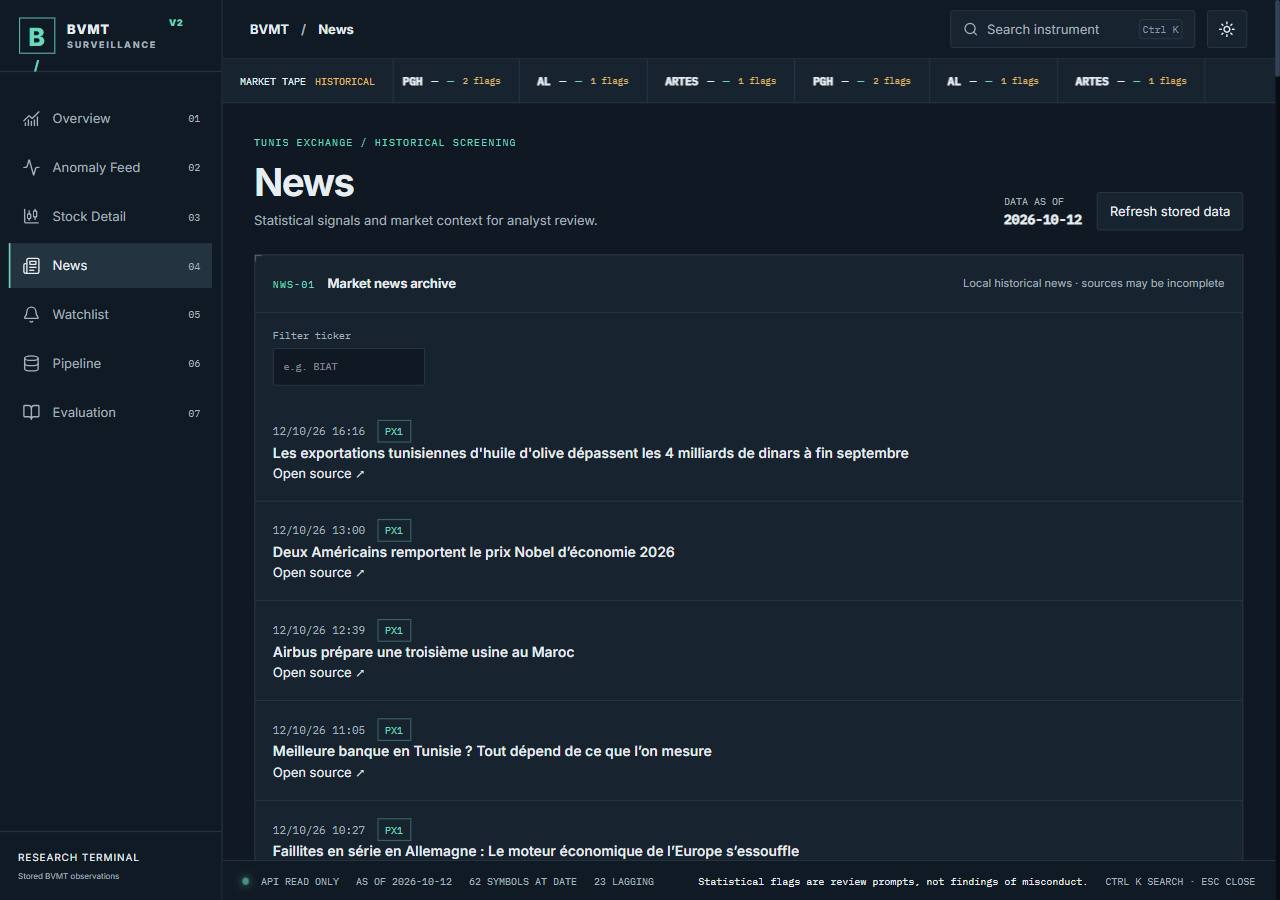 B BVMT V2
SURVEILLANCE
/
BVMT / News
Search instrument Ctrl K
MARKET TAPE HISTORICAL PGH — — 2 flags AL — — 1 flags ARTES — — 1 flags PGH — — 2 flags AL — — 1 flags ARTES — — 1 flags
Overview 01
Anomaly Feed 02
Stock Detail 03
News 04
Watchlist 05
Pipeline 06
Evaluation 07
RESEARCH TERMINAL
Stored BVMT observations
TUNIS EXCHANGE / HISTORICAL SCREENING
News
Statistical signals and market context for analyst review.
DATA AS OF
2026-10-12
Refresh stored data
NWS-01 Market news archive
Local historical news · sources may be incomplete
Filter ticker
e.g. BIAT
12/10/26 16:16 PX1
Les exportations tunisiennes d'huile d'olive dépassent les 4 milliards de dinars à fin septembre
Open source ↗
12/10/26 13:00 PX1
Deux Américains remportent le prix Nobel d’économie 2026
Open source ↗
12/10/26 12:39 PX1
Airbus prépare une troisième usine au Maroc
Open source ↗
12/10/26 11:05 PX1
Meilleure banque en Tunisie ? Tout dépend de ce que l’on mesure
Open source ↗
12/10/26 10:27 PX1
Faillites en série en Allemagne : Le moteur économique de l’Europe s’essouffle
API READ ONLY AS OF 2026-10-12 62 SYMBOLS AT DATE 23 LAGGING
Statistical flags are review prompts, not findings of misconduct.
CTRL K SEARCH · ESC CLOSE